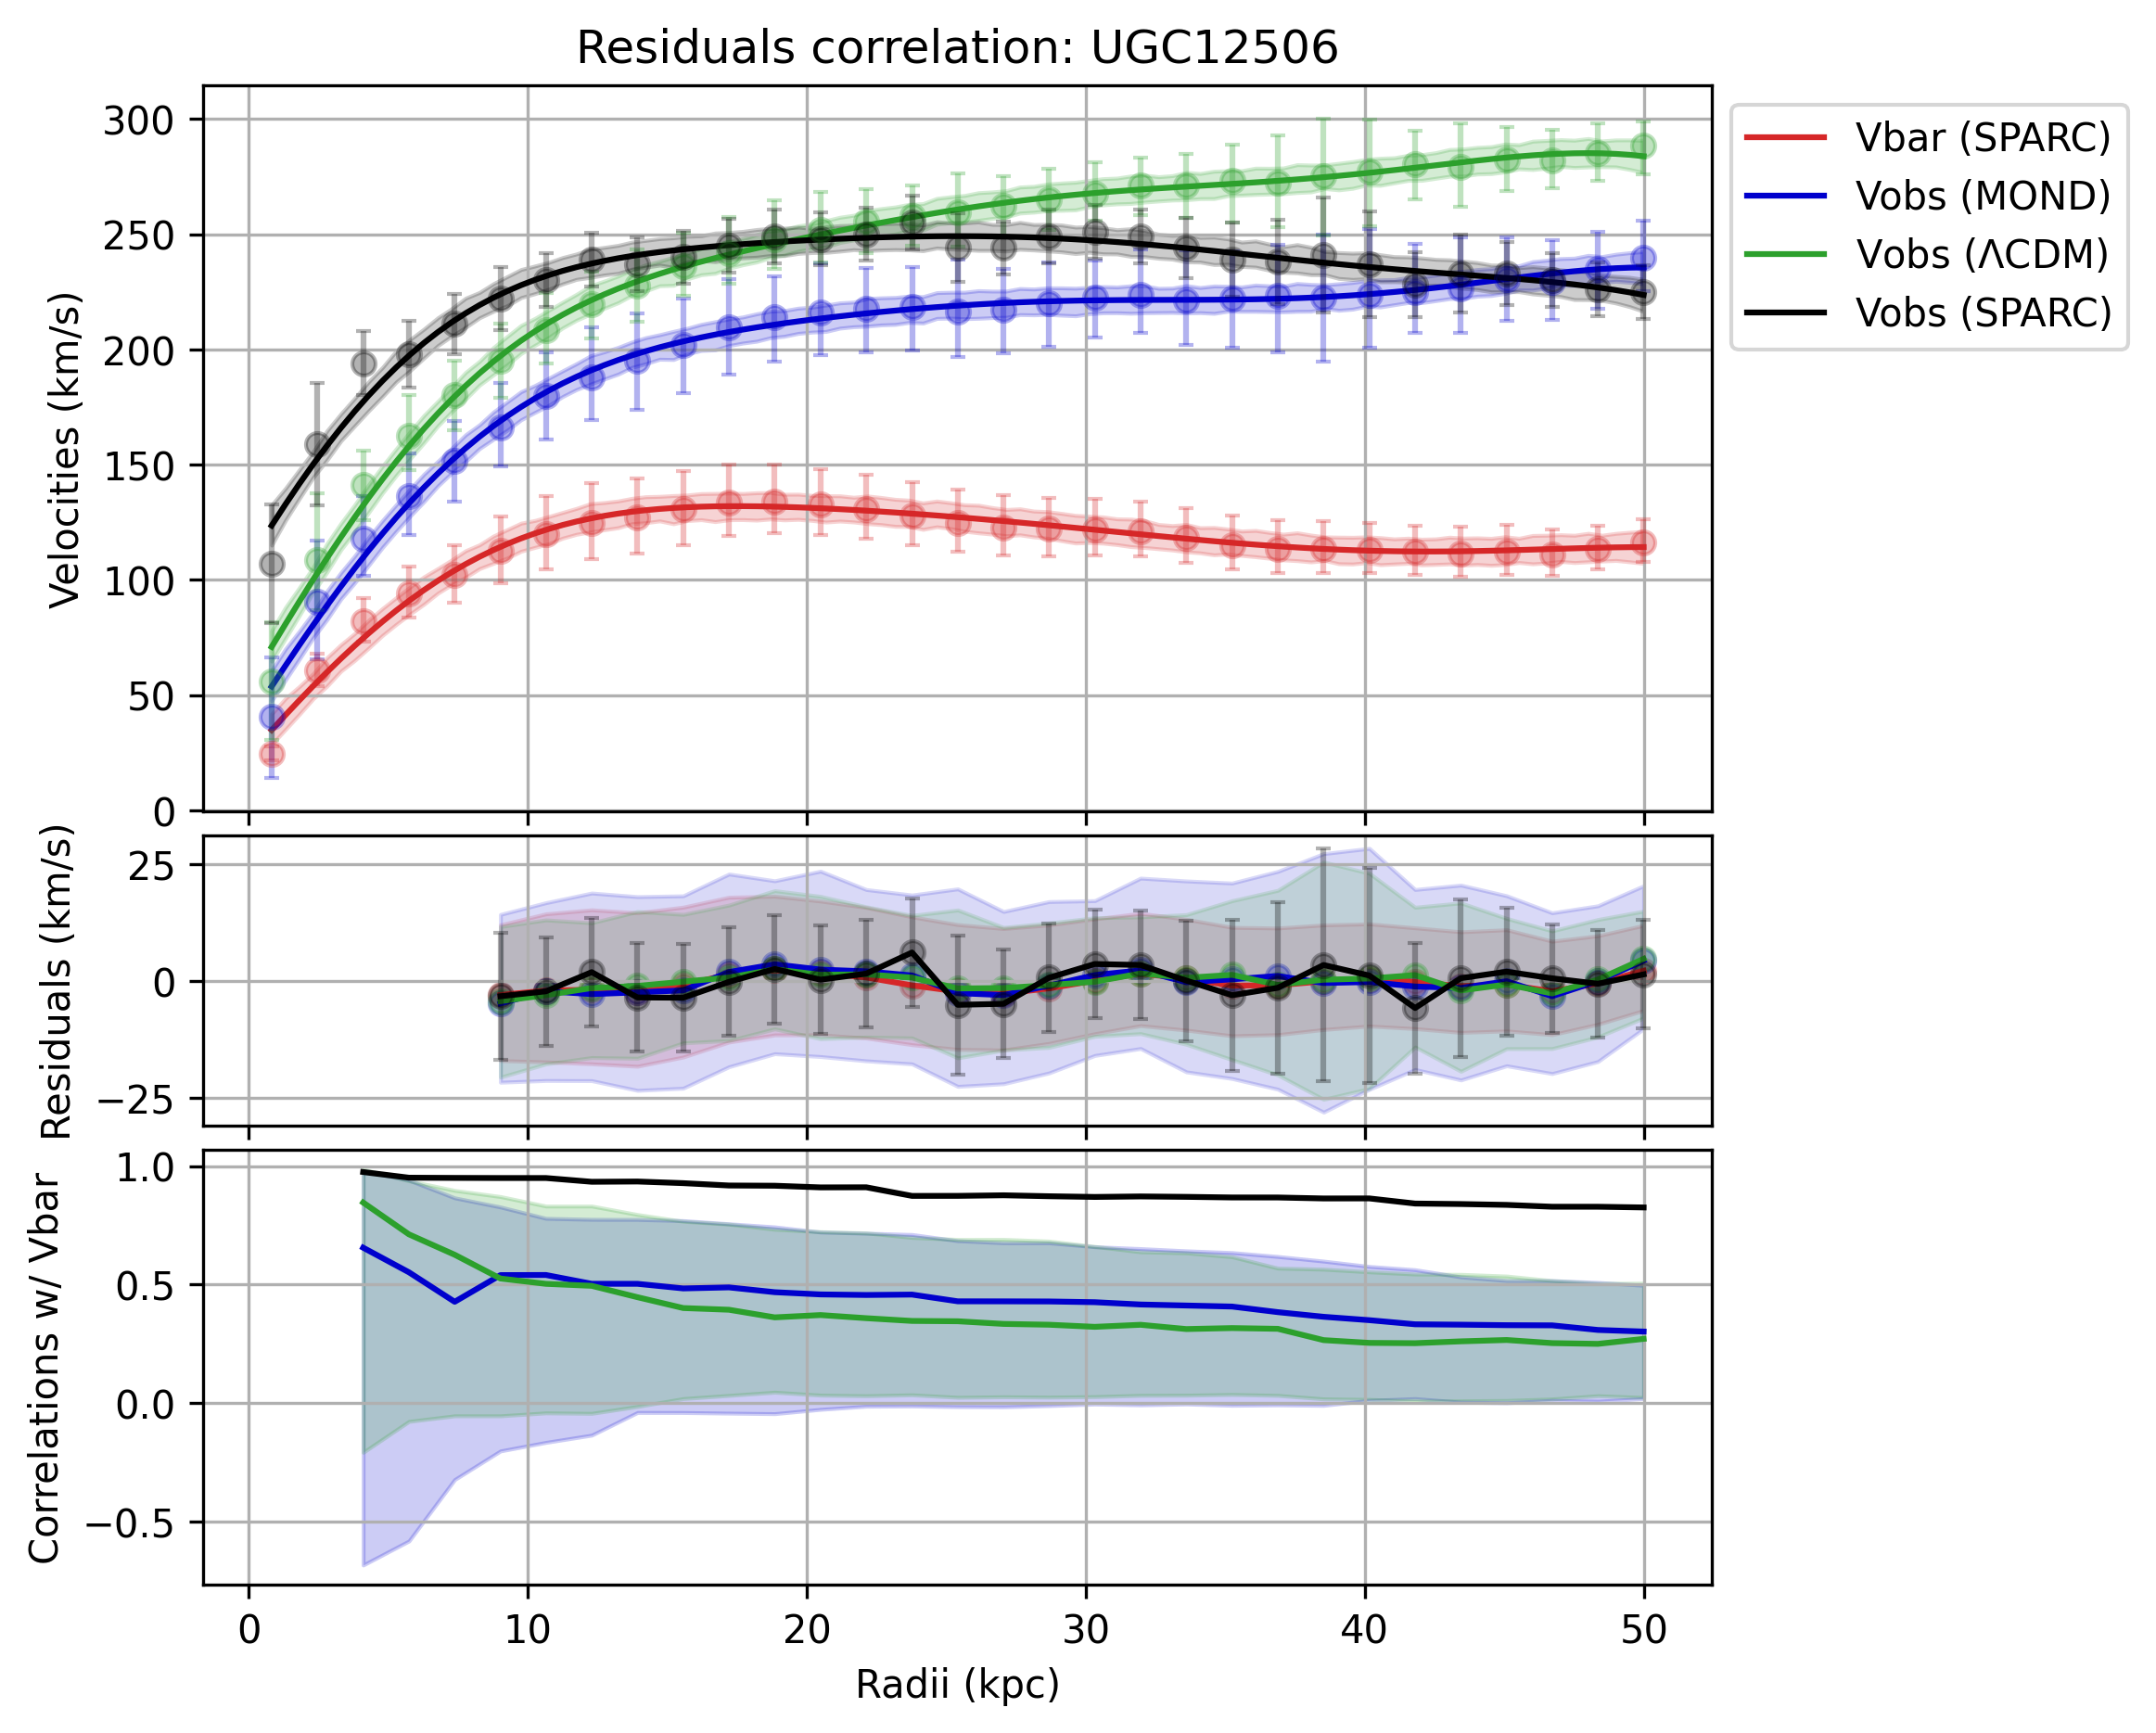 Residuals correlation: UGC12506
300
250
200
150
100
50
0
Velocities (km/s)
Vbar (SPARC)
Vobs (MOND)
Vobs (ΛCDM)
Vobs (SPARC)
25
0
−25
Residuals (km/s)
1.0
0.5
0.0
−0.5
Correlations w/ Vbar
0 10 20 30 40 50
Radii (kpc)